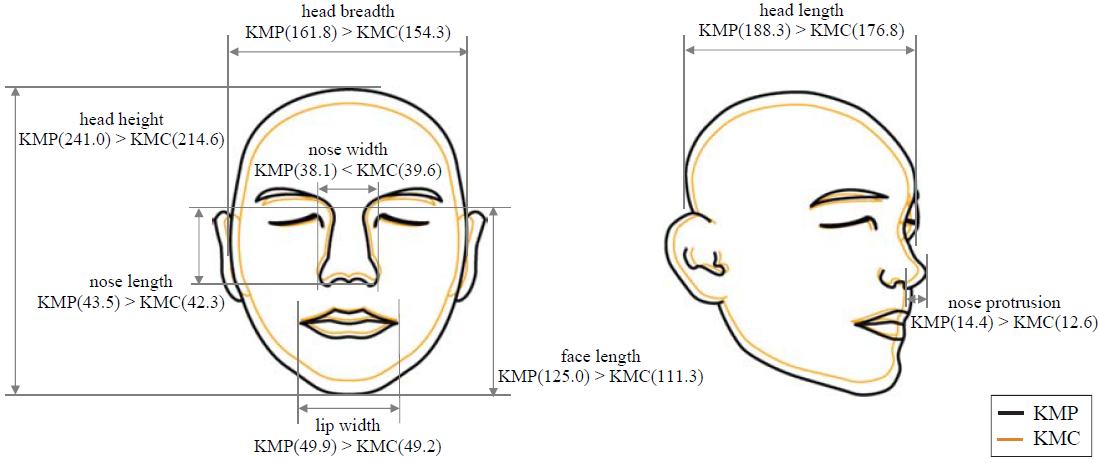 head breadth
KMP(161.8) > KMC(154.3)
head height
KMP(241.0) > KMC(214.6)
nose width
KMP(38.1) < KMC(39.6)
nose length
KMP(43.5) > KMC(42.3)
face length
KMP(125.0) > KMC(111.3)
lip width
KMP(49.9) > KMC(49.2)
head length
KMP(188.3) > KMC(176.8)
nose protrusion
KMP(14.4) > KMC(12.6)
KMP
KMC